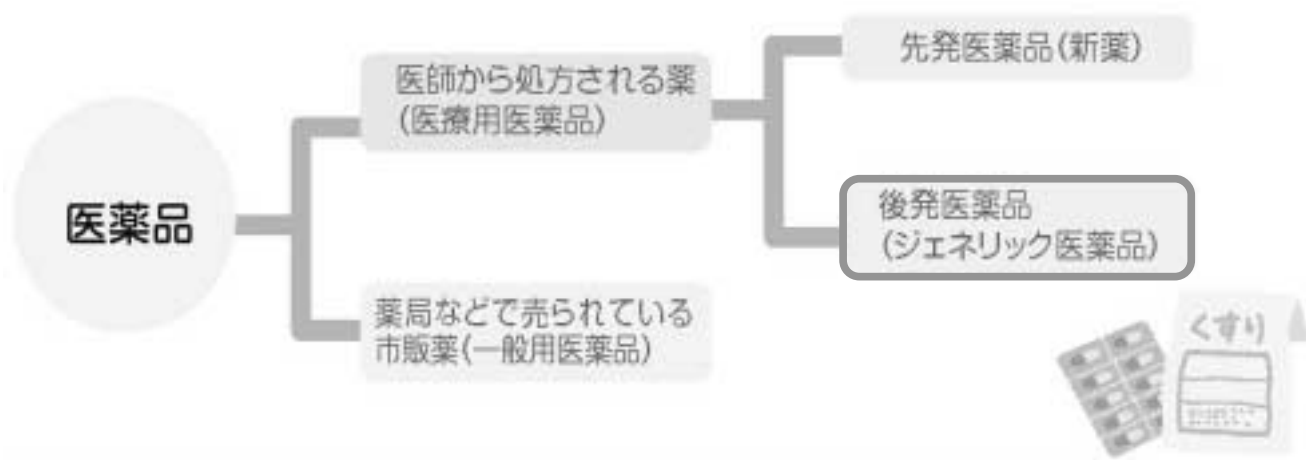 医薬品
医師から処方される薬
(医療用医薬品)
薬局などで売られている
市販薬(一般用医薬品)
先発医薬品(新薬)
後発医薬品
(ジェネリック医薬品)
くすり